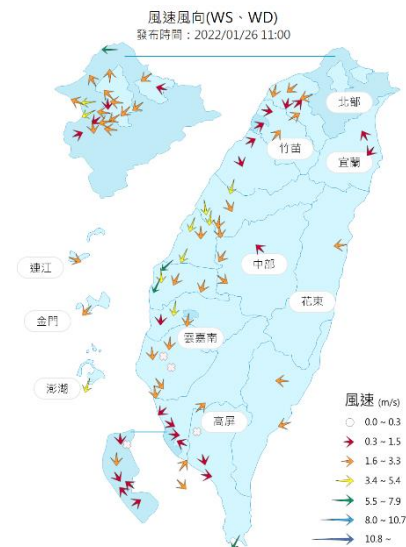 風速風向(WS、WD)
發布時間：2022/01/26 11:00
北部
竹苗
宜蘭
連江
中部
花東
金門
雲嘉南
澎湖
高屏
風速 (m/s)
0.0 ~ 0.3
0.3 ~ 1.5
1.6 ~ 3.3
3.4 ~ 5.4
5.5 ~ 7.9
8.0 ~ 10.7
10.8 ~